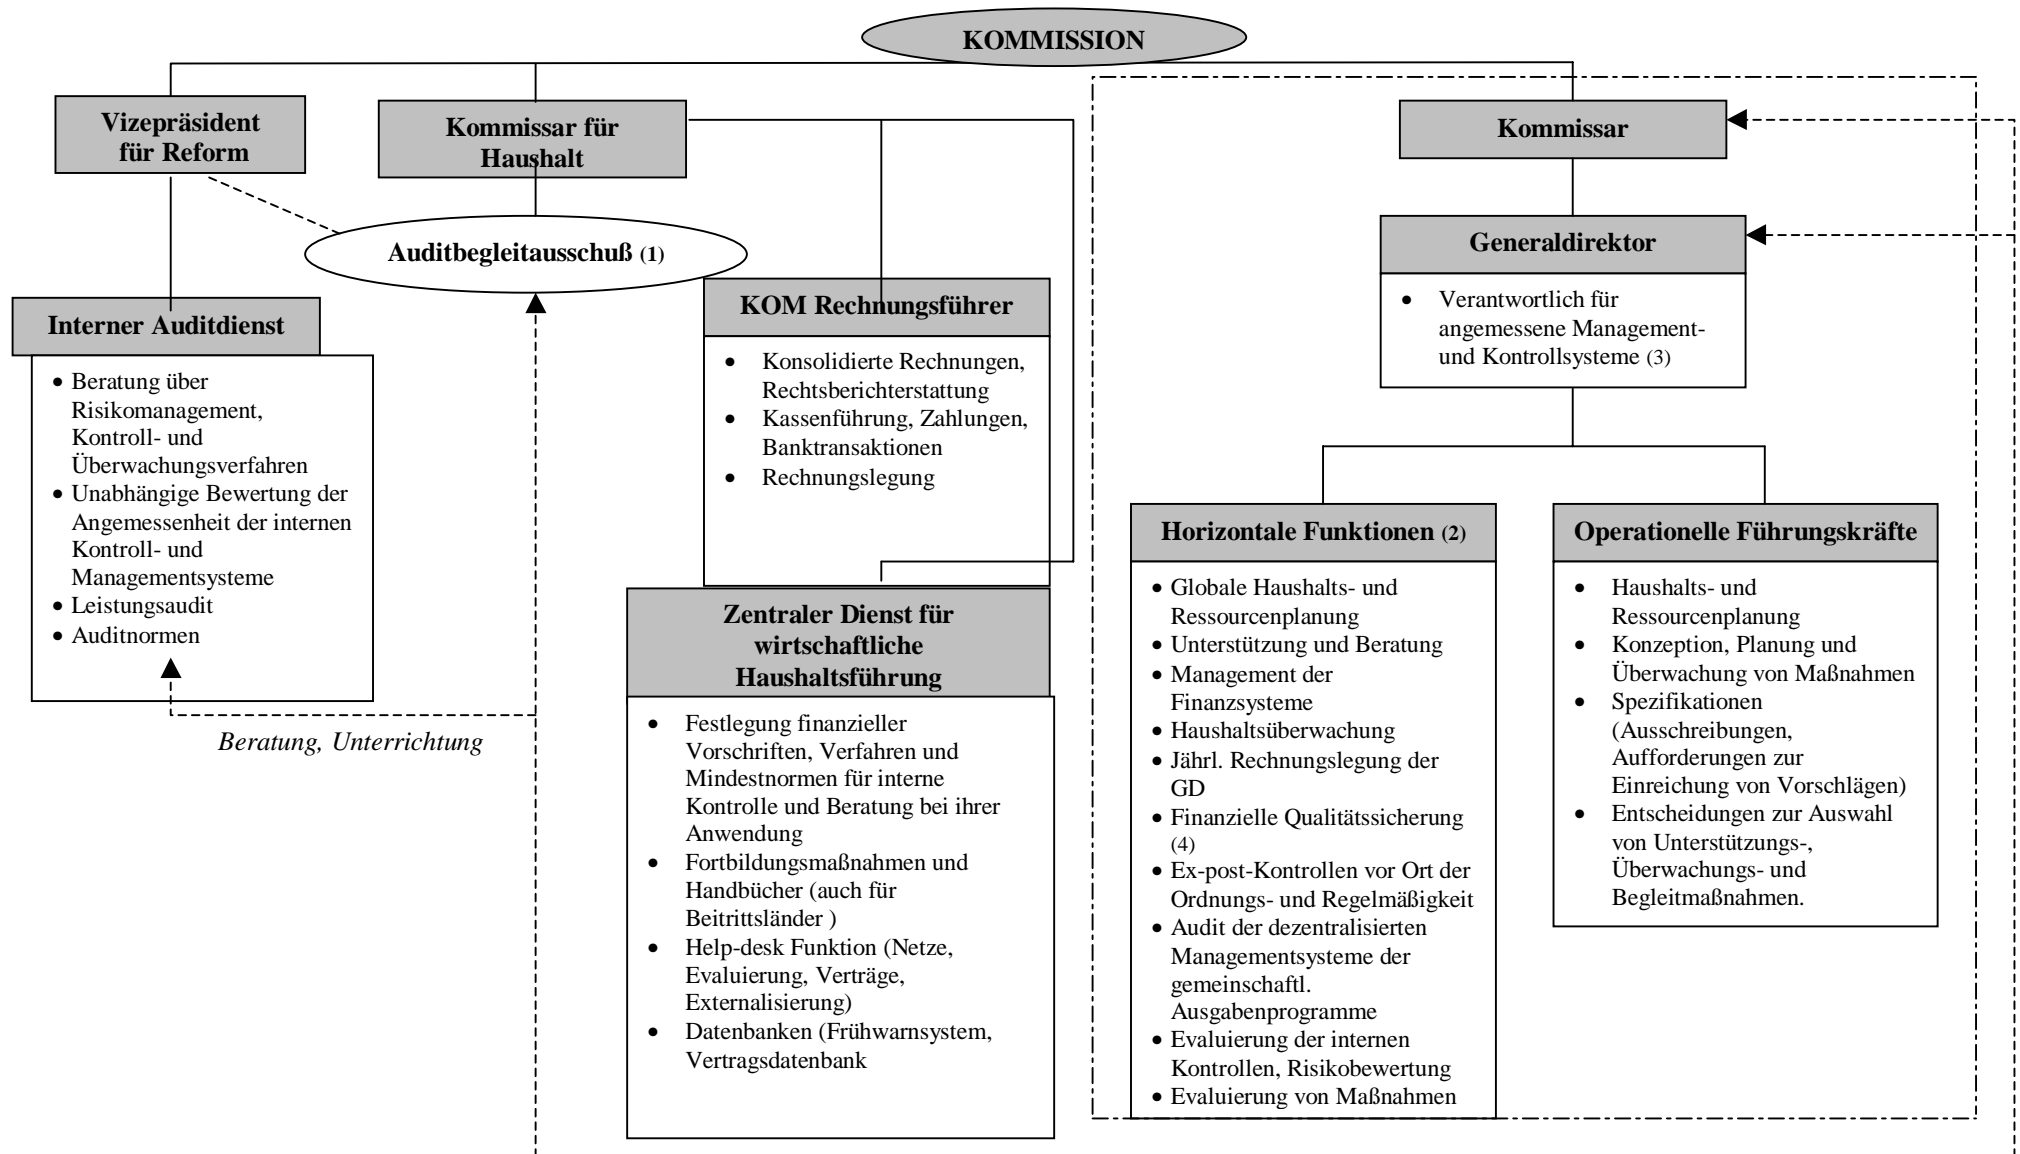 KOMMISSION
Vizepräsident
für Reform
Kommissar für
Haushalt
Kommissar
Auditbegleitausschuß (1)
Generaldirektor
• Verantwortlich für
angemessene Management-
und Kontrollsysteme (3)
Interner Auditdienst
• Beratung über
Risikomanagement,
Kontroll- und
Überwachungsverfahren
• Unabhängige Bewertung der
Angemessenheit der internen
Kontroll- und
Managementsysteme
• Leistungsaudit
• Auditnormen
Beratung, Unterrichtung
KOM Rechnungsführer
• Konsolidierte Rechnungen,
Rechtsberichterstattung
• Kassenführung, Zahlungen,
Banktransaktionen
• Rechnungslegung
Zentraler Dienst für
wirtschaftliche
Haushaltsführung
• Festlegung finanzieller
Vorschriften, Verfahren und
Mindestnormen für interne
Kontrolle und Beratung bei ihrer
Anwendung
• Fortbildungsmaßnahmen und
Handbücher (auch für
Beitrittsländer )
• Help-desk Funktion (Netze,
Evaluierung, Verträge,
Externalisierung)
• Datenbanken (Frühwarnsystem,
Vertragsdatenbank
Horizontale Funktionen (2)
• Globale Haushalts- und
Ressourcenplanung
• Unterstützung und Beratung
• Management der
Finanzsysteme
• Haushaltsüberwachung
• Jährl. Rechnungslegung der
GD
• Finanzielle Qualitätssicherung
(4)
• Ex-post-Kontrollen vor Ort der
Ordnungs- und Regelmäßigkeit
• Audit der dezentralisierten
Managementsysteme der
gemeinschaftl.
Ausgabenprogramme
• Evaluierung der internen
Kontrollen, Risikobewertung
• Evaluierung von Maßnahmen
Operationelle Führungskräfte
• Haushalts- und
Ressourcenplanung
• Konzeption, Planung und
Überwachung von Maßnahmen
• Spezifikationen
(Ausschreibungen,
Aufforderungen zur
Einreichung von Vorschlägen)
• Entscheidungen zur Auswahl
von Unterstützungs-,
Überwachungs- und
Begleitmaßnahmen.